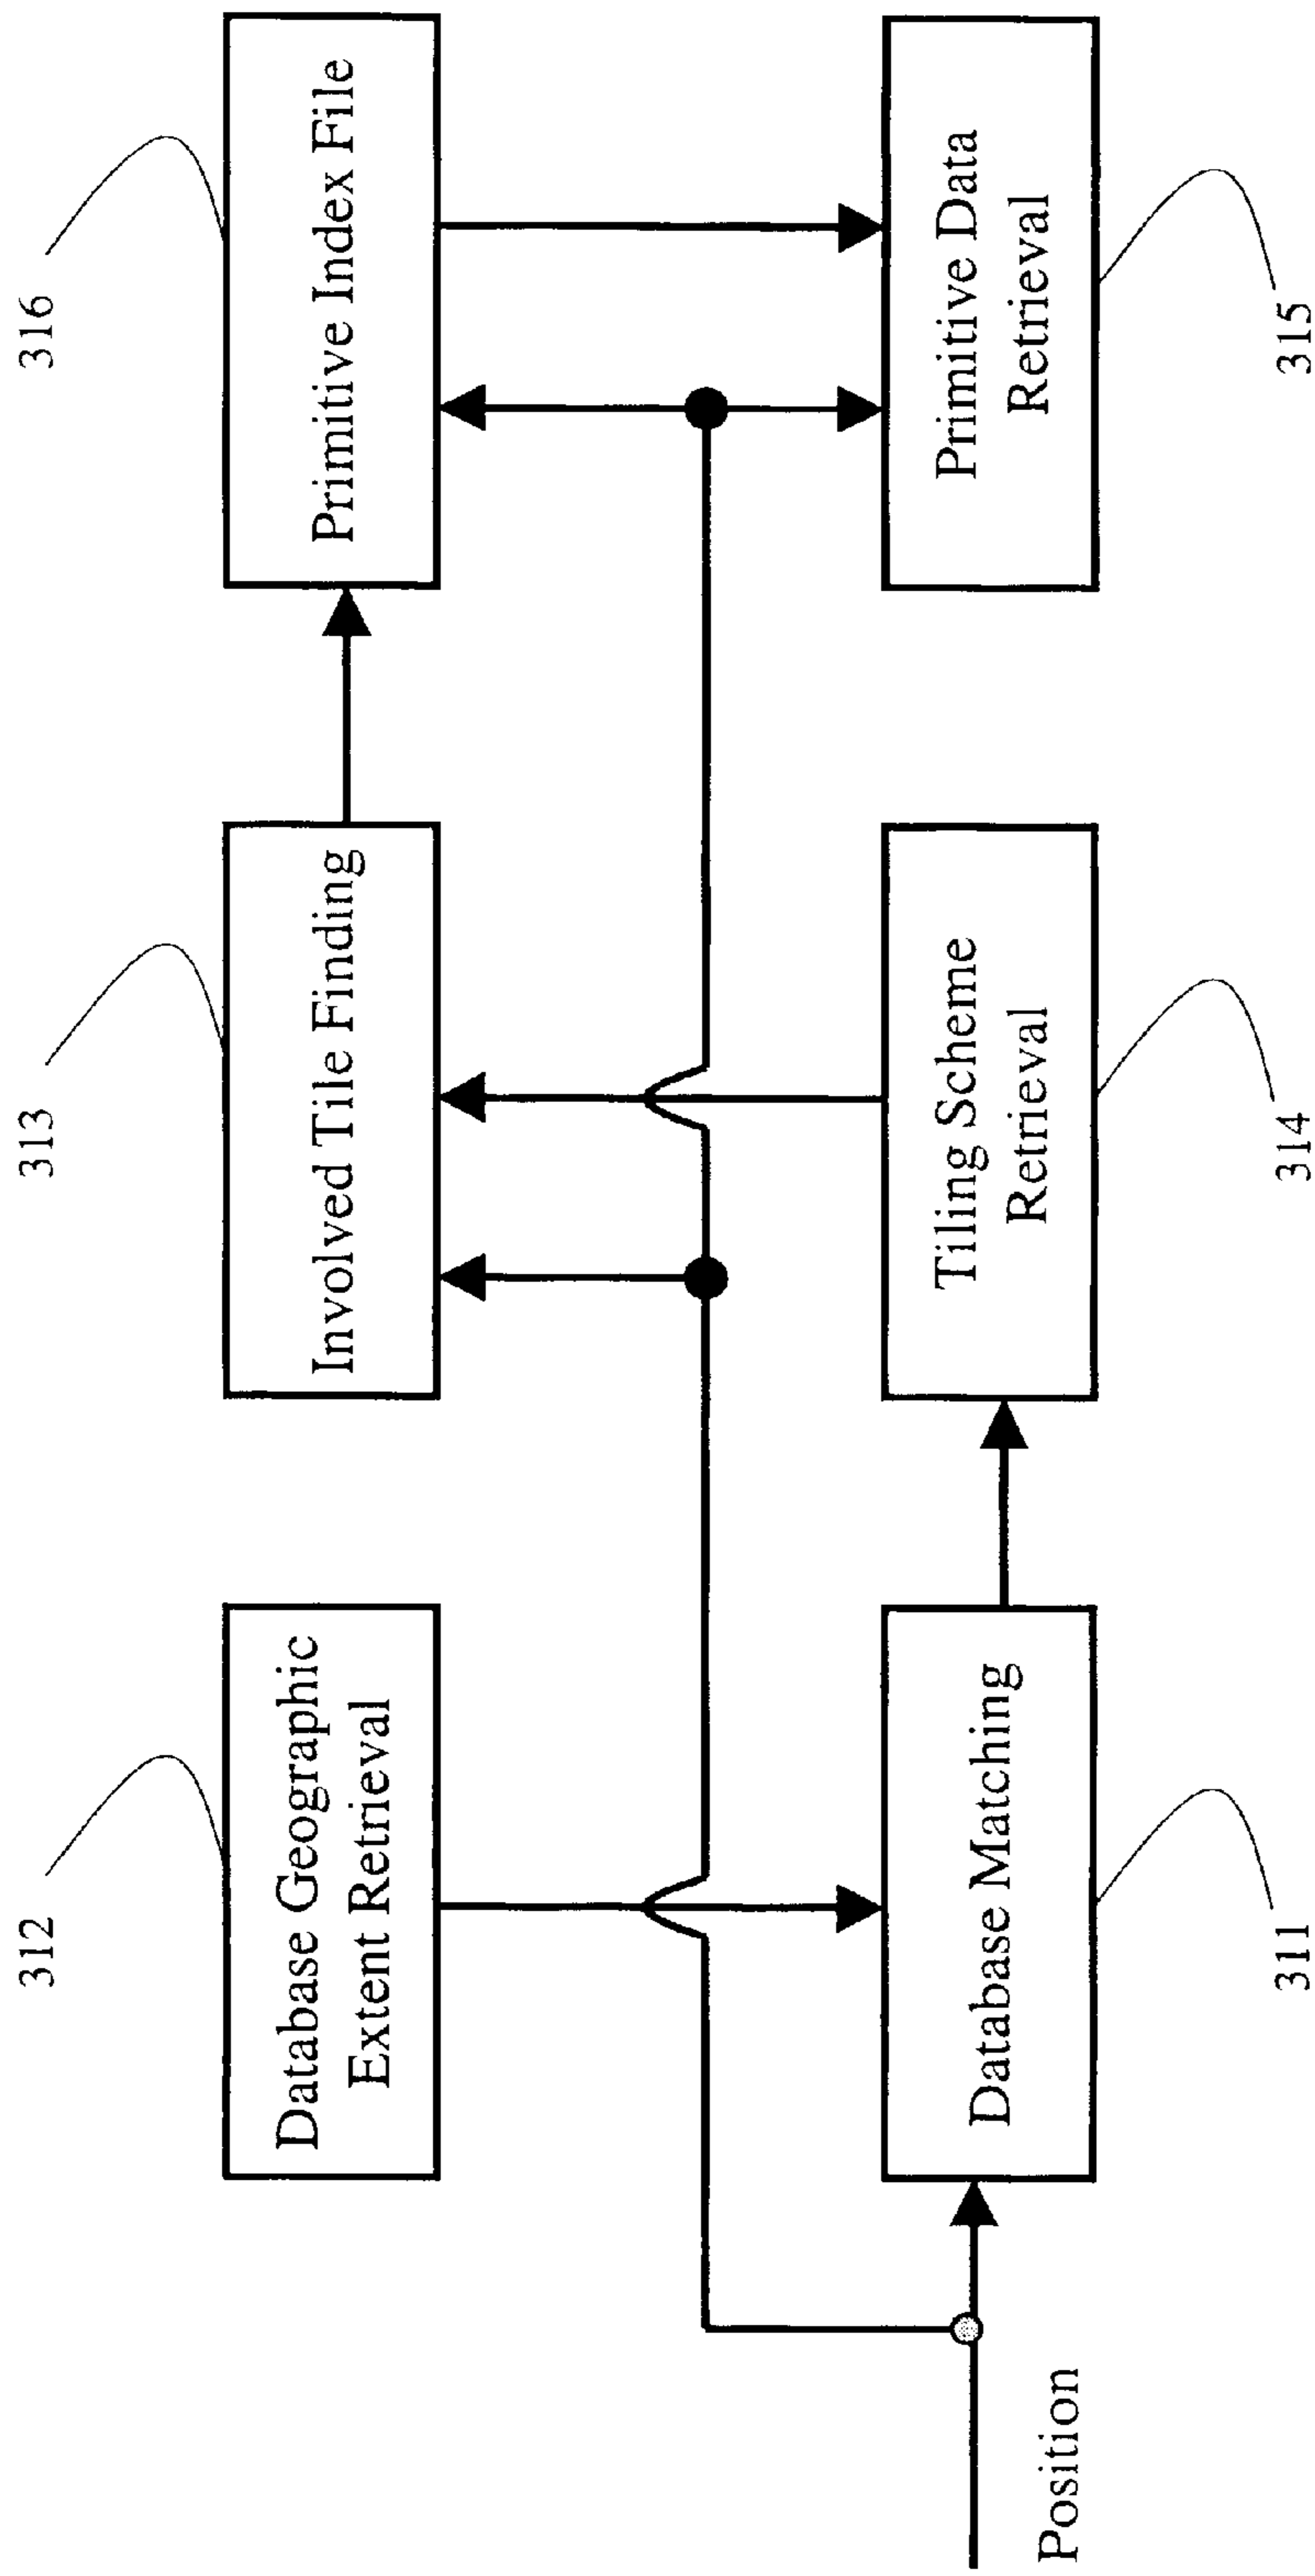 312
313
316
Database Geographic
Extent Retrieval
Involved Tile Finding
Primitive Index File
Position
Database Matching
Tiling Scheme
Retrieval
Primitive Data
Retrieval
311
314
315